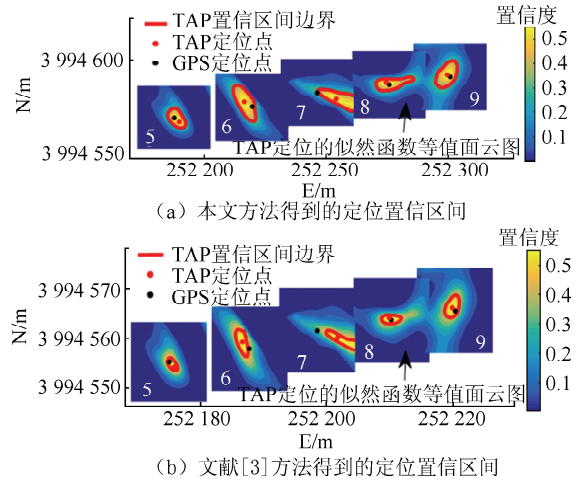 TAP置信区间边界
TAP定位点
GPS定位点
置信度
0.5
0.4
0.3
0.2
0.1
3 994 600
3 994 550
N/m
5
6
7
8
9
TAP定位的似然函数等值面云图
252 200
252 250
252 300
E/m
（a）本文方法得到的定位置信区间
TAP置信区间边界
TAP定位点
GPS定位点
置信度
0.5
0.4
0.3
0.2
0.1
3 994 570
3 994 560
3 994 550
N/m
5
6
7
8
9
TAP定位的似然函数等值面云图
252 180
252 200
252 220
E/m
（b）文献[3]方法得到的定位置信区间